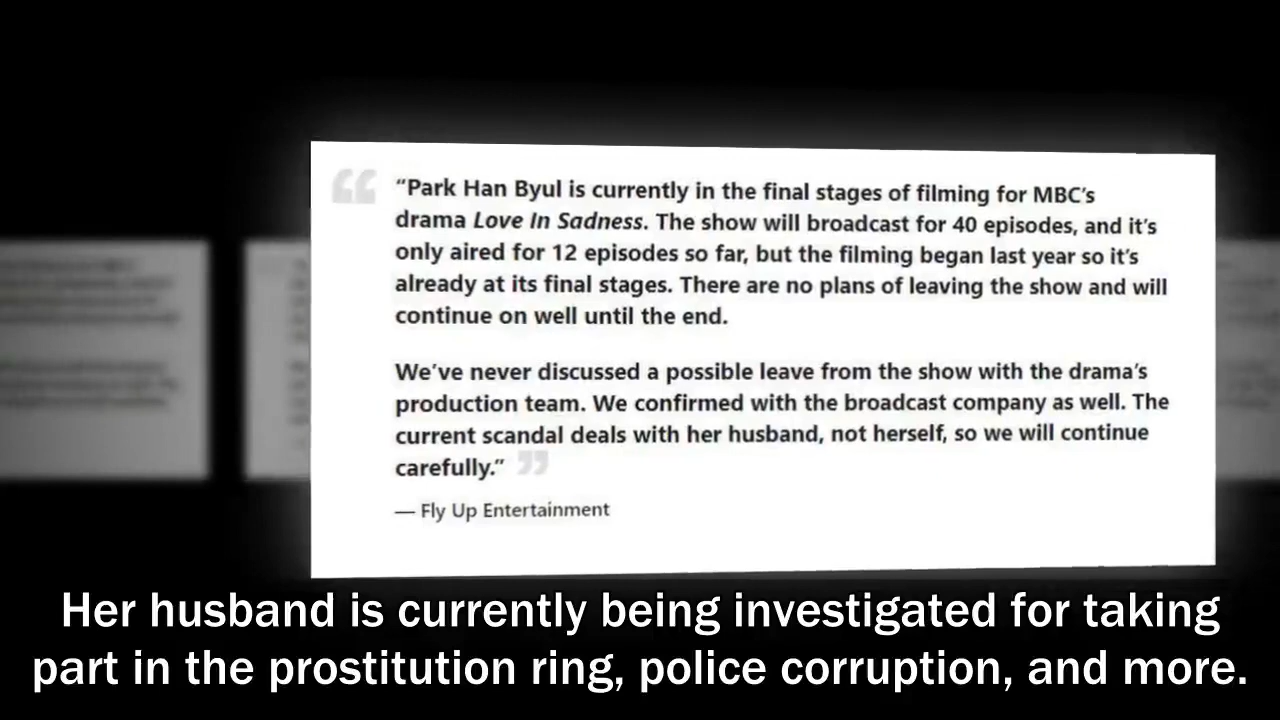 “Park Han Byul is currently in the final stages of filming for MBC’s
drama Love In Sadness. The show will broadcast for 40 episodes, and it’s
only aired for 12 episodes so far, but the filming began last year so it’s
already at its final stages. There are no plans of leaving the show and will
continue on well until the end.
We’ve never discussed a possible leave from the show with the drama’s
production team. We confirmed with the broadcast company as well. The
current scandal deals with her husband, not herself, so we will continue
carefully.”
— Fly Up Entertainment
Her husband is currently being investigated for taking
part in the prostitution ring, police corruption, and more.